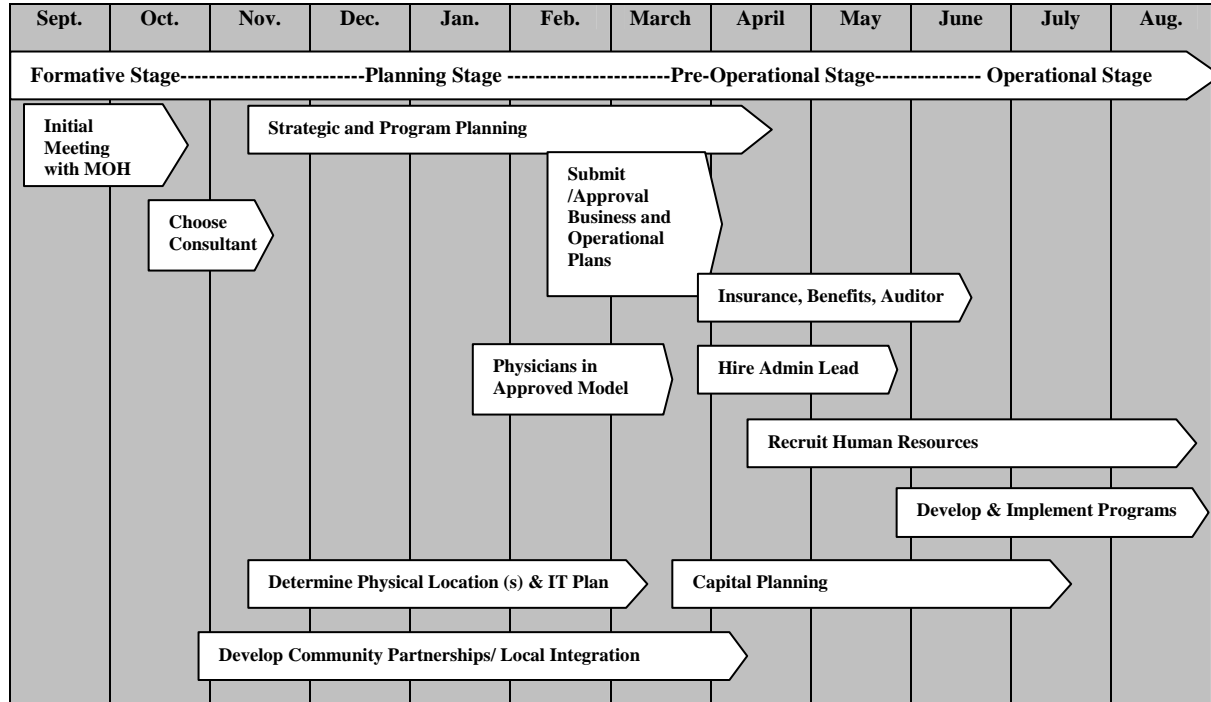 Sept. Oct. Nov. Dec. Jan. Feb. March April May June July Aug.
Formative Stage--------------------------Planning Stage -----------------------Pre-Operational Stage--------------- Operational Stage
Initial
Meeting
with MOH
Strategic and Program Planning
Submit
/Approval
Business and
Operational
Plans
Choose
Consultant
Insurance, Benefits, Auditor
Physicians in
Approved Model
Hire Admin Lead
Recruit Human Resources
Develop & Implement Programs
Determine Physical Location (s) & IT Plan
Capital Planning
Develop Community Partnerships/ Local Integration